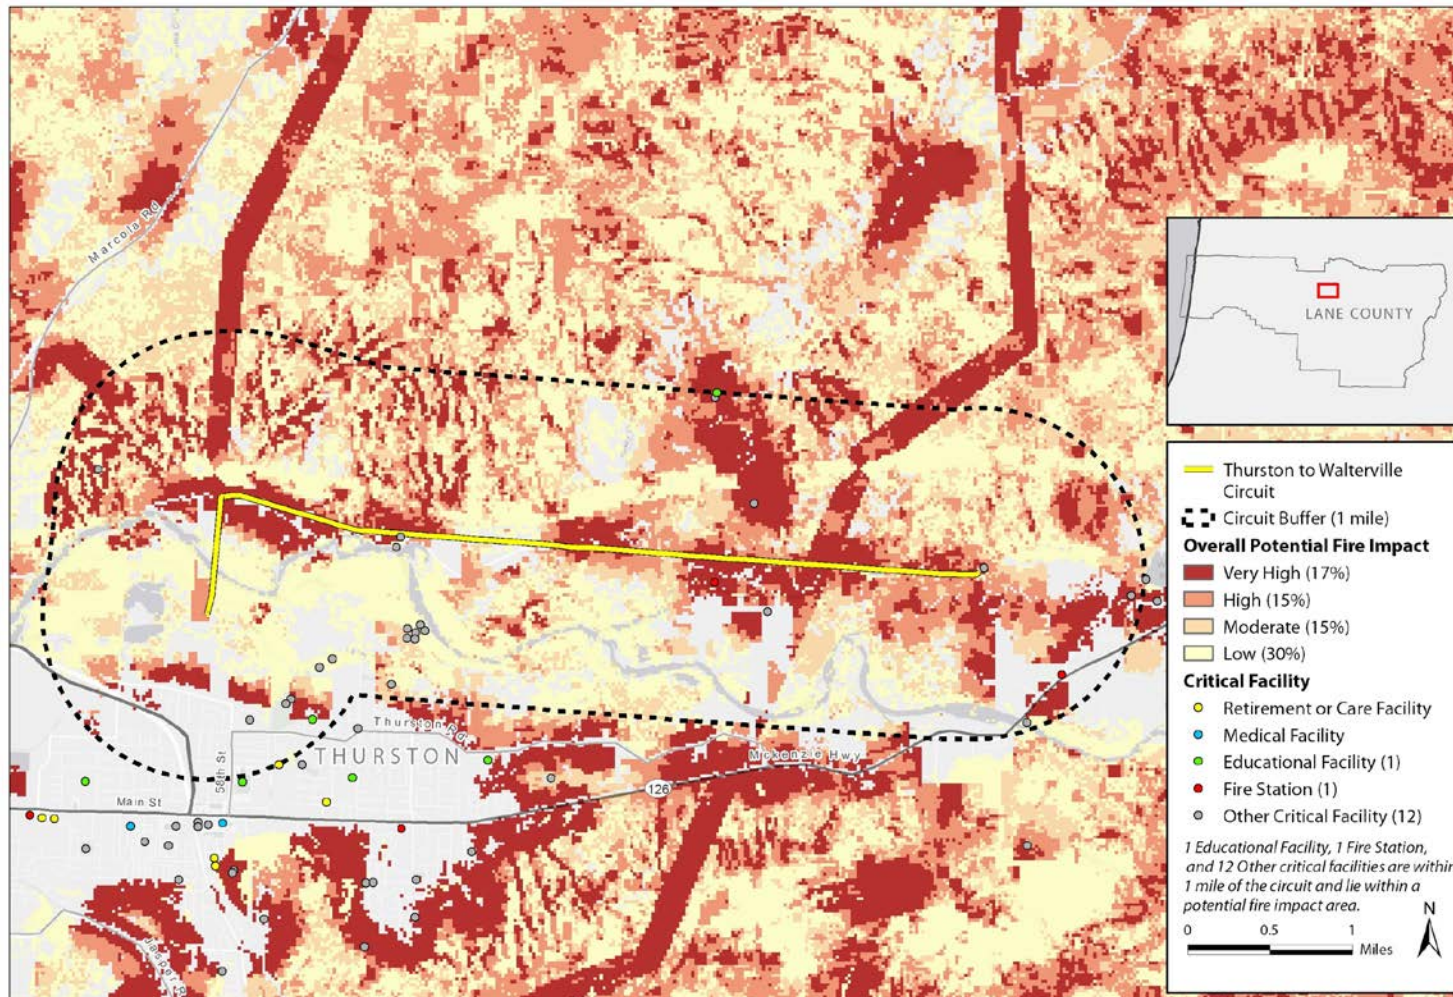 Marcola Rd
LANE COUNTY
Thurston to Walterville
Circuit
Circuit Buffer (1 mile)
Overall Potential Fire Impact
Very High (17%)
High (15%)
Moderate (15%)
Low (30%)
Critical Facility
Retirement or Care Facility
Medical Facility
Educational Facility (1)
Fire Station (1)
Other Critical Facility (12)
1 Educational Facility, 1 Fire Station,
and 12 Other critical facilities are within
1 mile of the circuit and lie within a
potential fire impact area.
N
0 0.5 1
Miles
Thurston Rd
THURSTON
Mckenzie Hwy
58th St
126
Main St
Jasper R